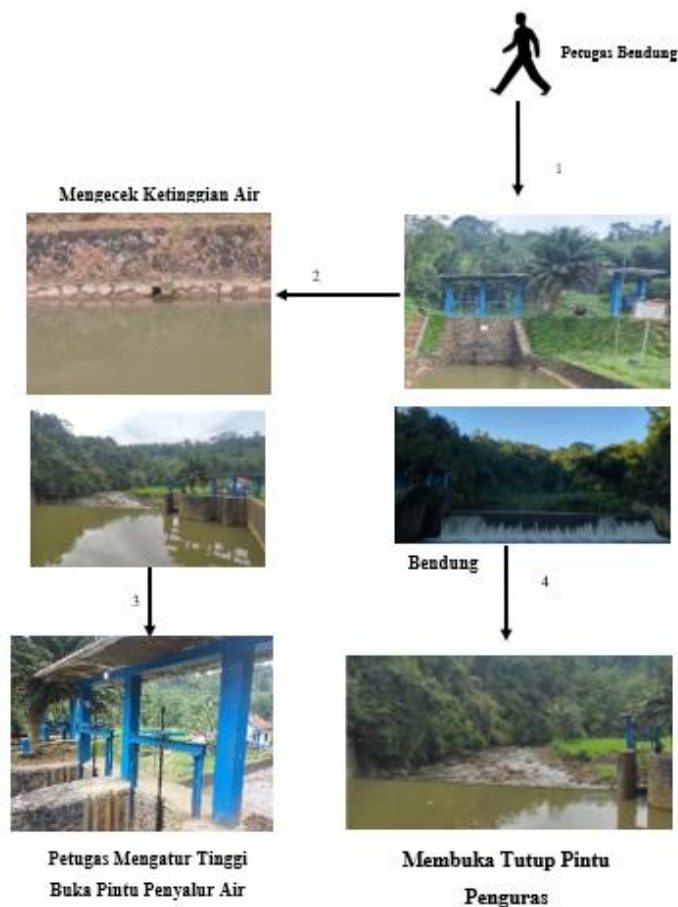 Petugas Bendung
1
Mengecek Ketinggian Air
2
3
Bendung
4
Petugas Mengatur Tinggi
Buka Pintu Penyalur Air
Membuka Tutup Pintu
Penguras